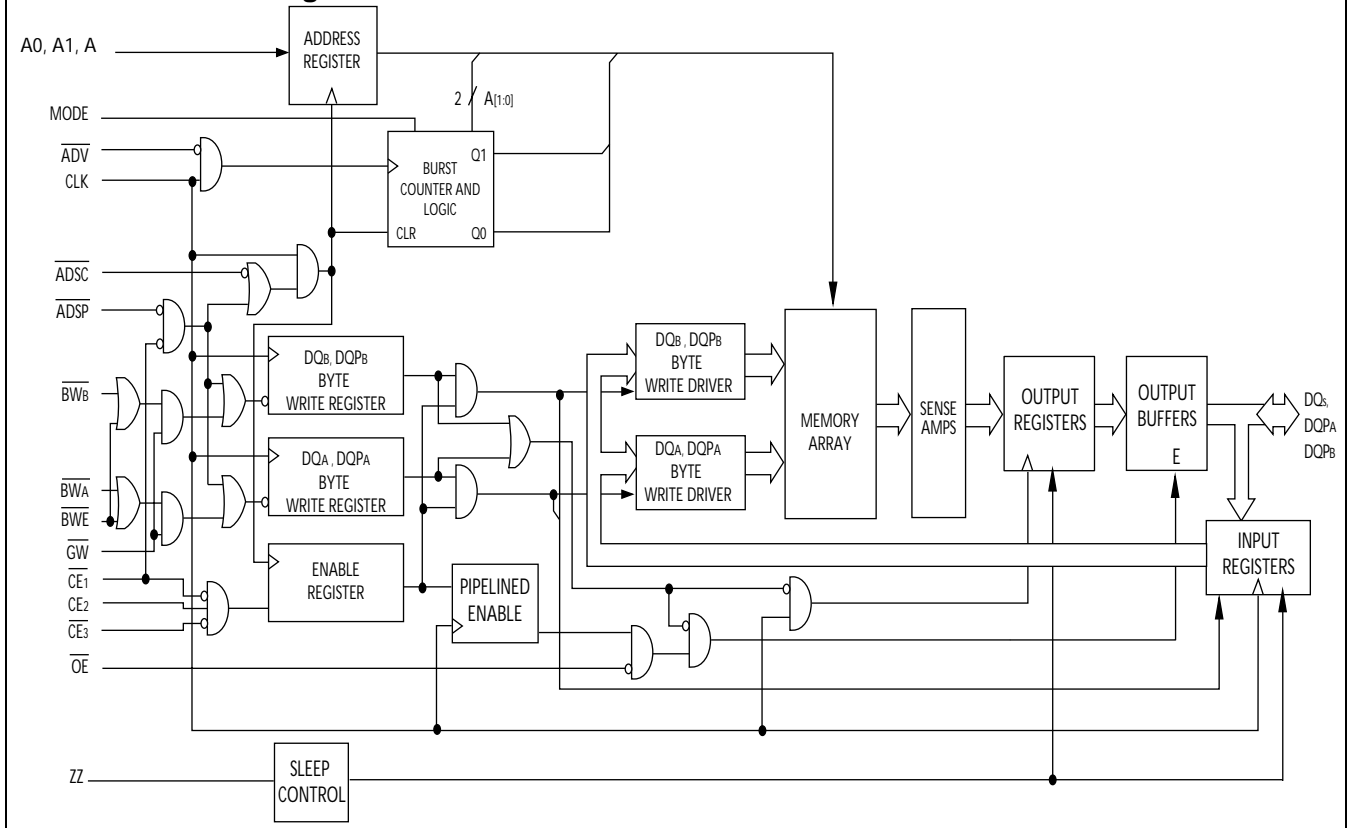 A0, A1, A
ADDRESS
REGISTER
2
A[1:0]
MODE
ADV
CLK
BURST
COUNTER AND
LOGIC
Q1
CLR
Q0
ADSC
ADSP
DQB, DQPB
BYTE
WRITE REGISTER
DQB, DQPB
BYTE
WRITE DRIVER
MEMORY
ARRAY
SENSE
AMPS
OUTPUT
REGISTERS
OUTPUT
BUFFERS
E
DQs,
DQPA
DQPB
BWB
DQA, DQPA
BYTE
WRITE REGISTER
DQA, DQPA
BYTE
WRITE DRIVER
BWA
BWE
GW
CE1
CE2
CE3
ENABLE
REGISTER
PIPELINED
ENABLE
INPUT
REGISTERS
OE
ZZ
SLEEP
CONTROL